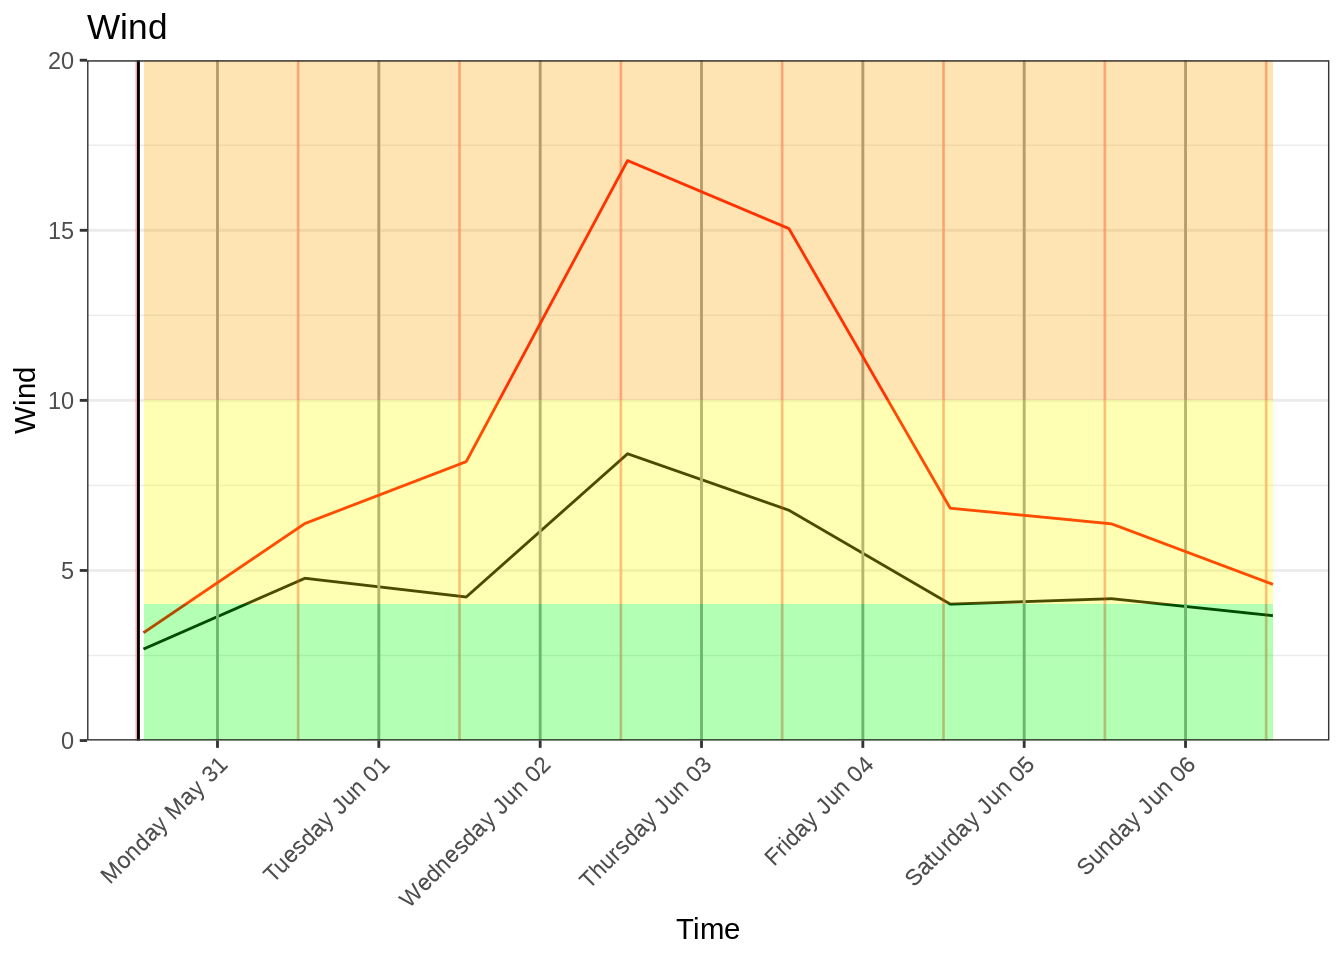 Wind
20
15
10
5
0
Wind
Monday May 31
Tuesday Jun 01
Wednesday Jun 02
Thursday Jun 03
Friday Jun 04
Saturday Jun 05
Sunday Jun 06
Time